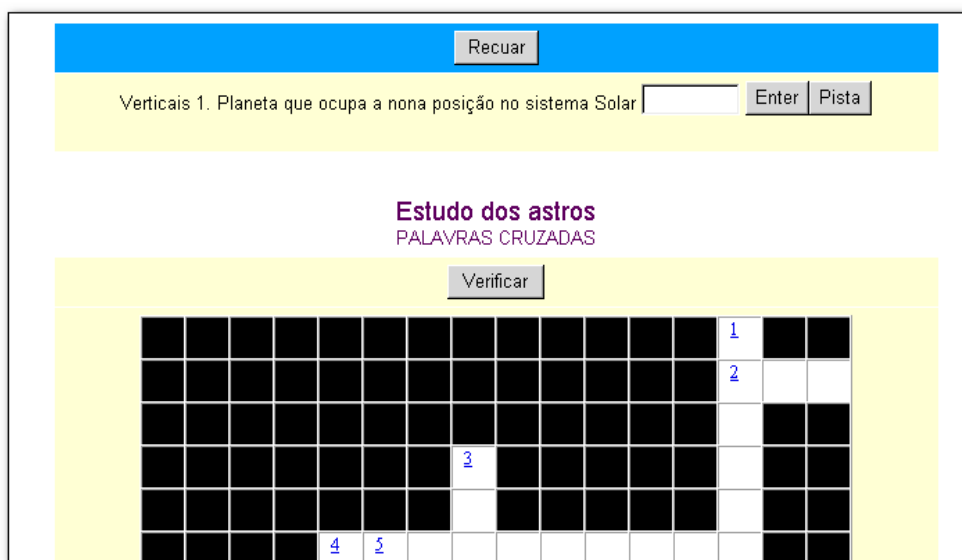 Recuar
Verticais 1. Planeta que ocupa a nona posição no sistema Solar Enter Pista
Estudo dos astros
PALAVRAS CRUZADAS
Verificar
1
2
3
4 5